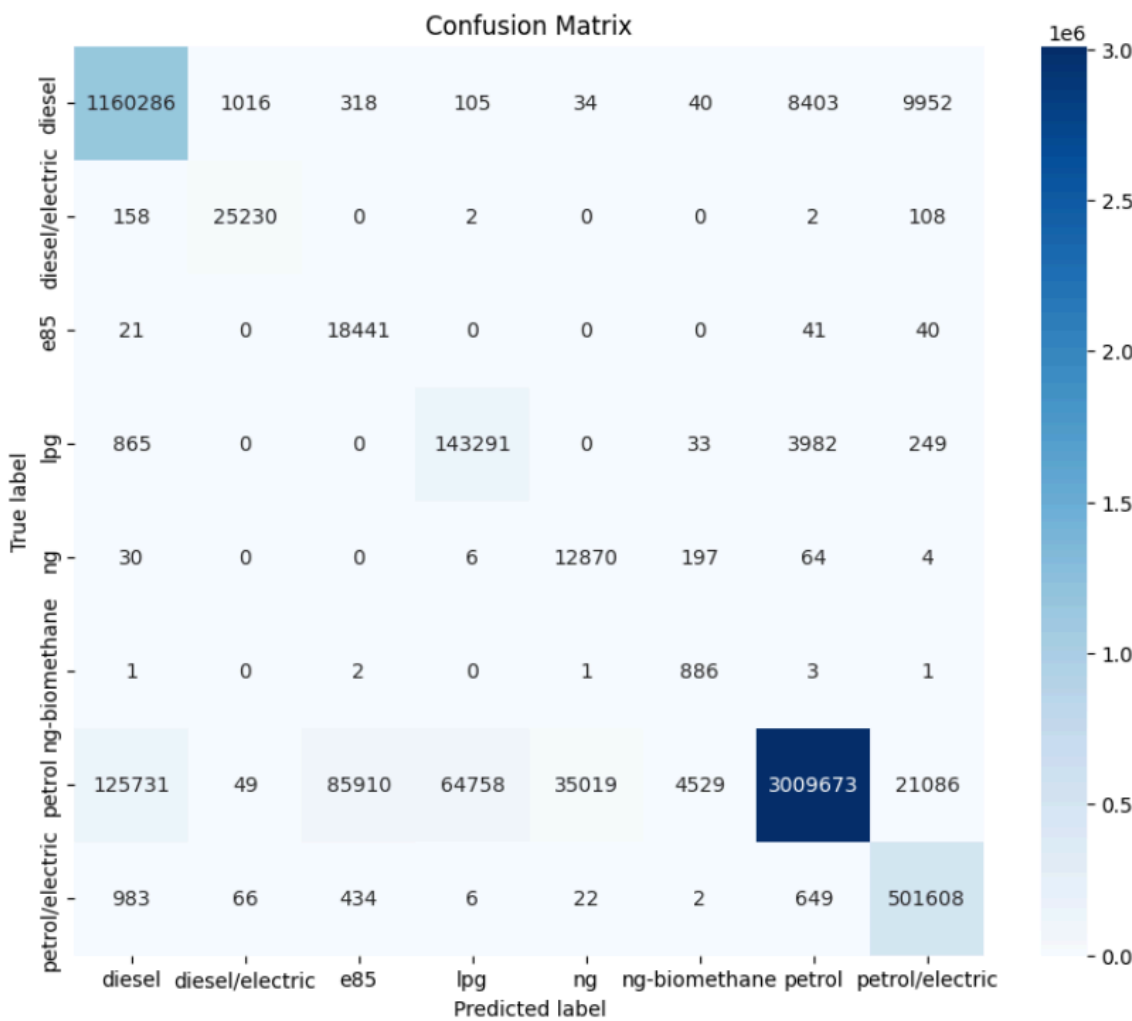 Confusion Matrix
1e6
diesel 1160286 1016 318 105 34 40 8403 9952
diesel/electric 158 25230 0 2 0 0 2 108
e85 21 0 18441 0 0 0 41 40
lpg 865 0 0 143291 0 33 3982 249
ng 30 0 0 6 12870 197 64 4
ng-biomethane 1 0 2 0 1 886 3 1
petrol 125731 49 85910 64758 35019 4529 3009673 21086
petrol/electric 983 66 434 6 22 2 649 501608
diesel diesel/electric e85 lpg ng ng-biomethane petrol petrol/electric
Predicted label
True label
3.0
2.5
2.0
1.5
1.0
0.5
0.0